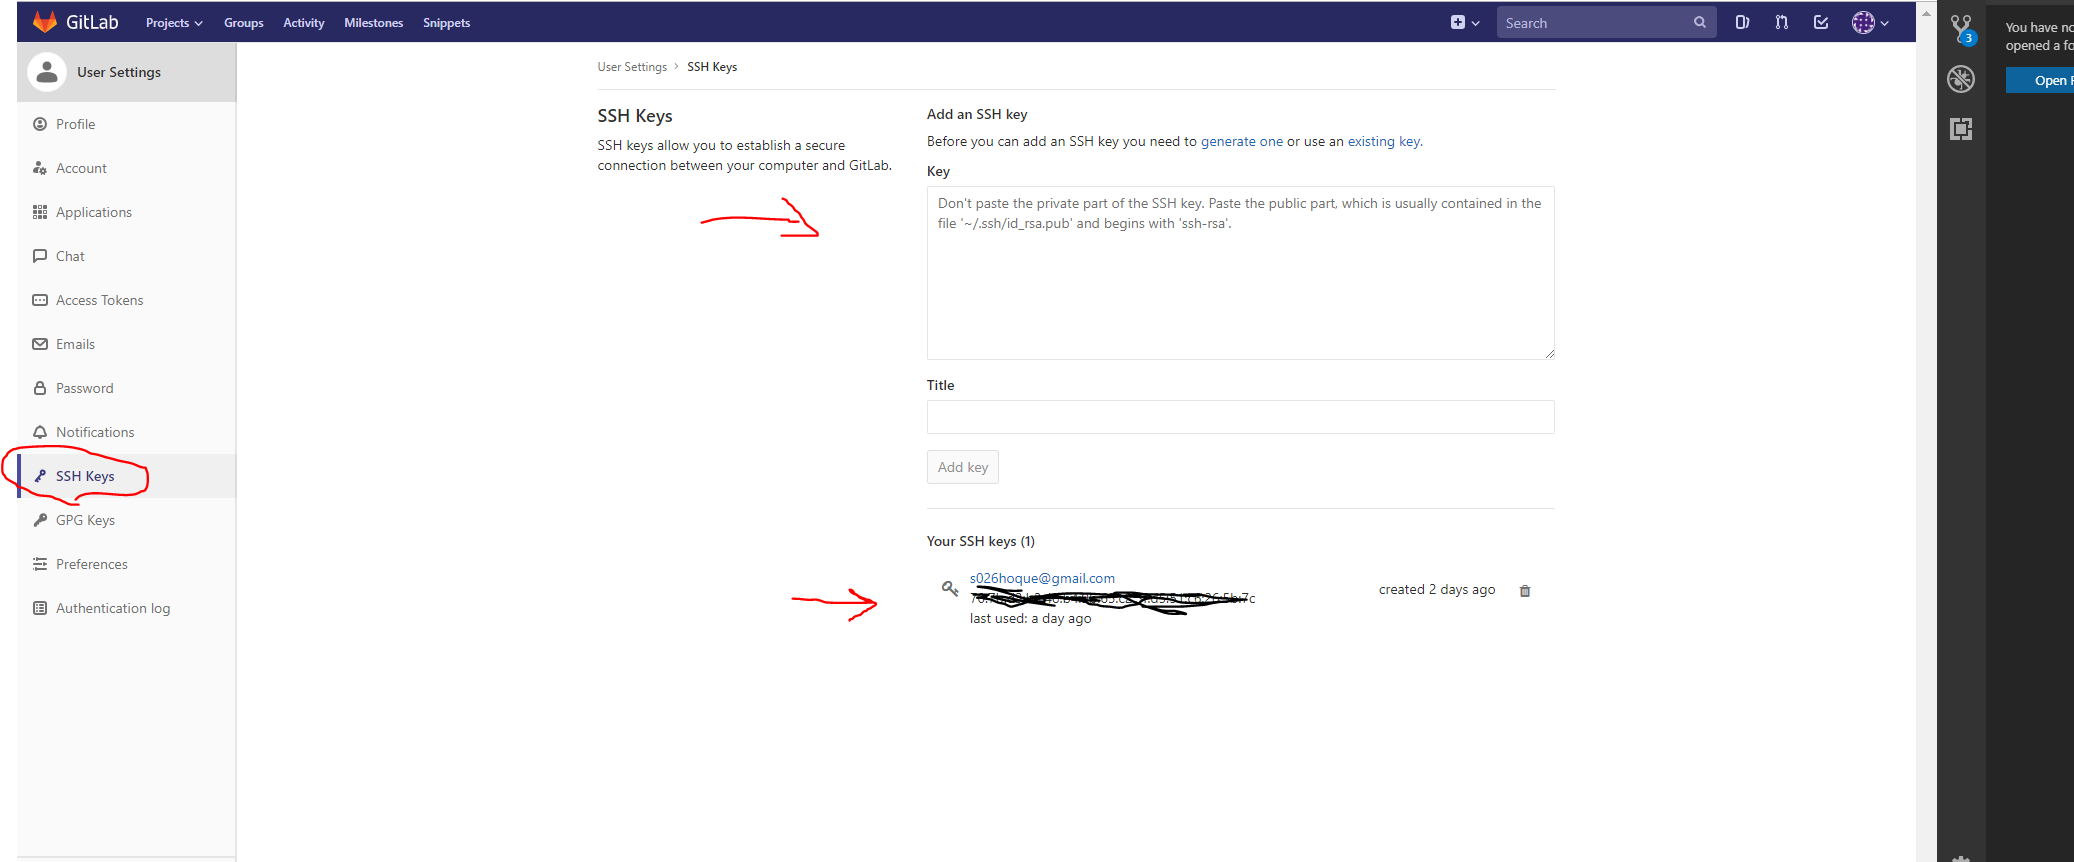 GitLab
Projects Groups Activity Milestones Snippets
Search
3
You have no
opened a fo
Open F
User Settings
Profile
Account
Applications
Chat
Access Tokens
Emails
Password
Notifications
SSH Keys
GPG Keys
Preferences
Authentication log
User Settings > SSH Keys
SSH Keys
SSH keys allow you to establish a secure
connection between your computer and GitLab.
Add an SSH key
Before you can add an SSH key you need to generate one or use an existing key.
Key
Don't paste the private part of the SSH key. Paste the public part, which is usually contained in the
file '~/.ssh/id_rsa.pub' and begins with 'ssh-rsa'.
Title
Add key
Your SSH keys (1)
s026hoque@gmail.com
last used: a day ago
created 2 days ago